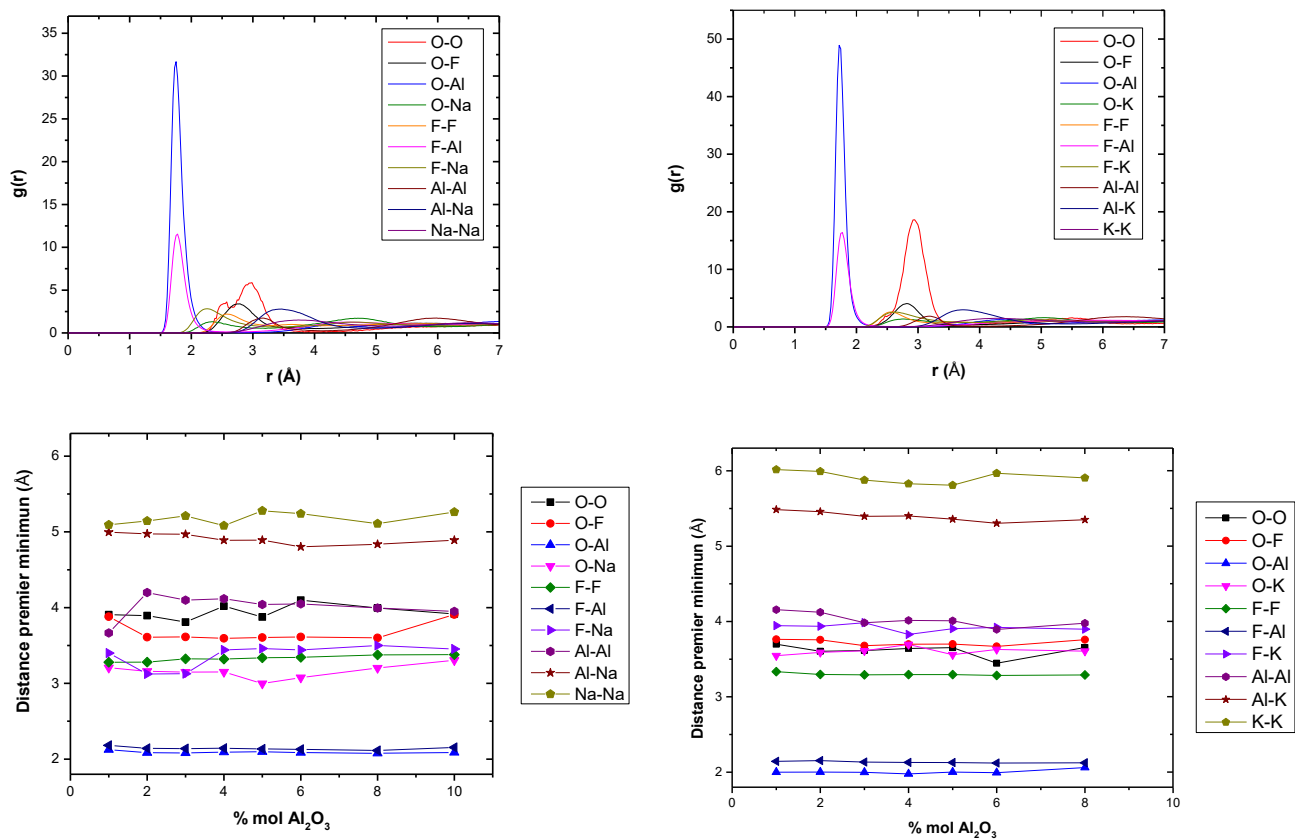 35
30
25
20
15
10
5
0
g(r)
0 1 2 3 4 5 6 7
r (Å)
O-O
O-F
O-Al
O-Na
F-F
F-Al
F-Na
Al-Al
Al-Na
Na-Na
50
40
30
20
10
0
g(r)
0 1 2 3 4 5 6 7
r (Å)
O-O
O-F
O-Al
O-K
F-F
F-Al
F-K
Al-Al
Al-K
K-K
6
5
4
3
2
Distance premier minimun (Å)
0 2 4 6 8 10
% mol Al₂O₃
O-O
O-F
O-Al
O-Na
F-F
F-Al
F-Na
Al-Al
Al-Na
Na-Na
6
5
4
3
2
Distance premier minimun (Å)
0 2 4 6 8 10
% mol Al₂O₃
O-O
O-F
O-Al
O-K
F-F
F-Al
F-K
Al-Al
Al-K
K-K